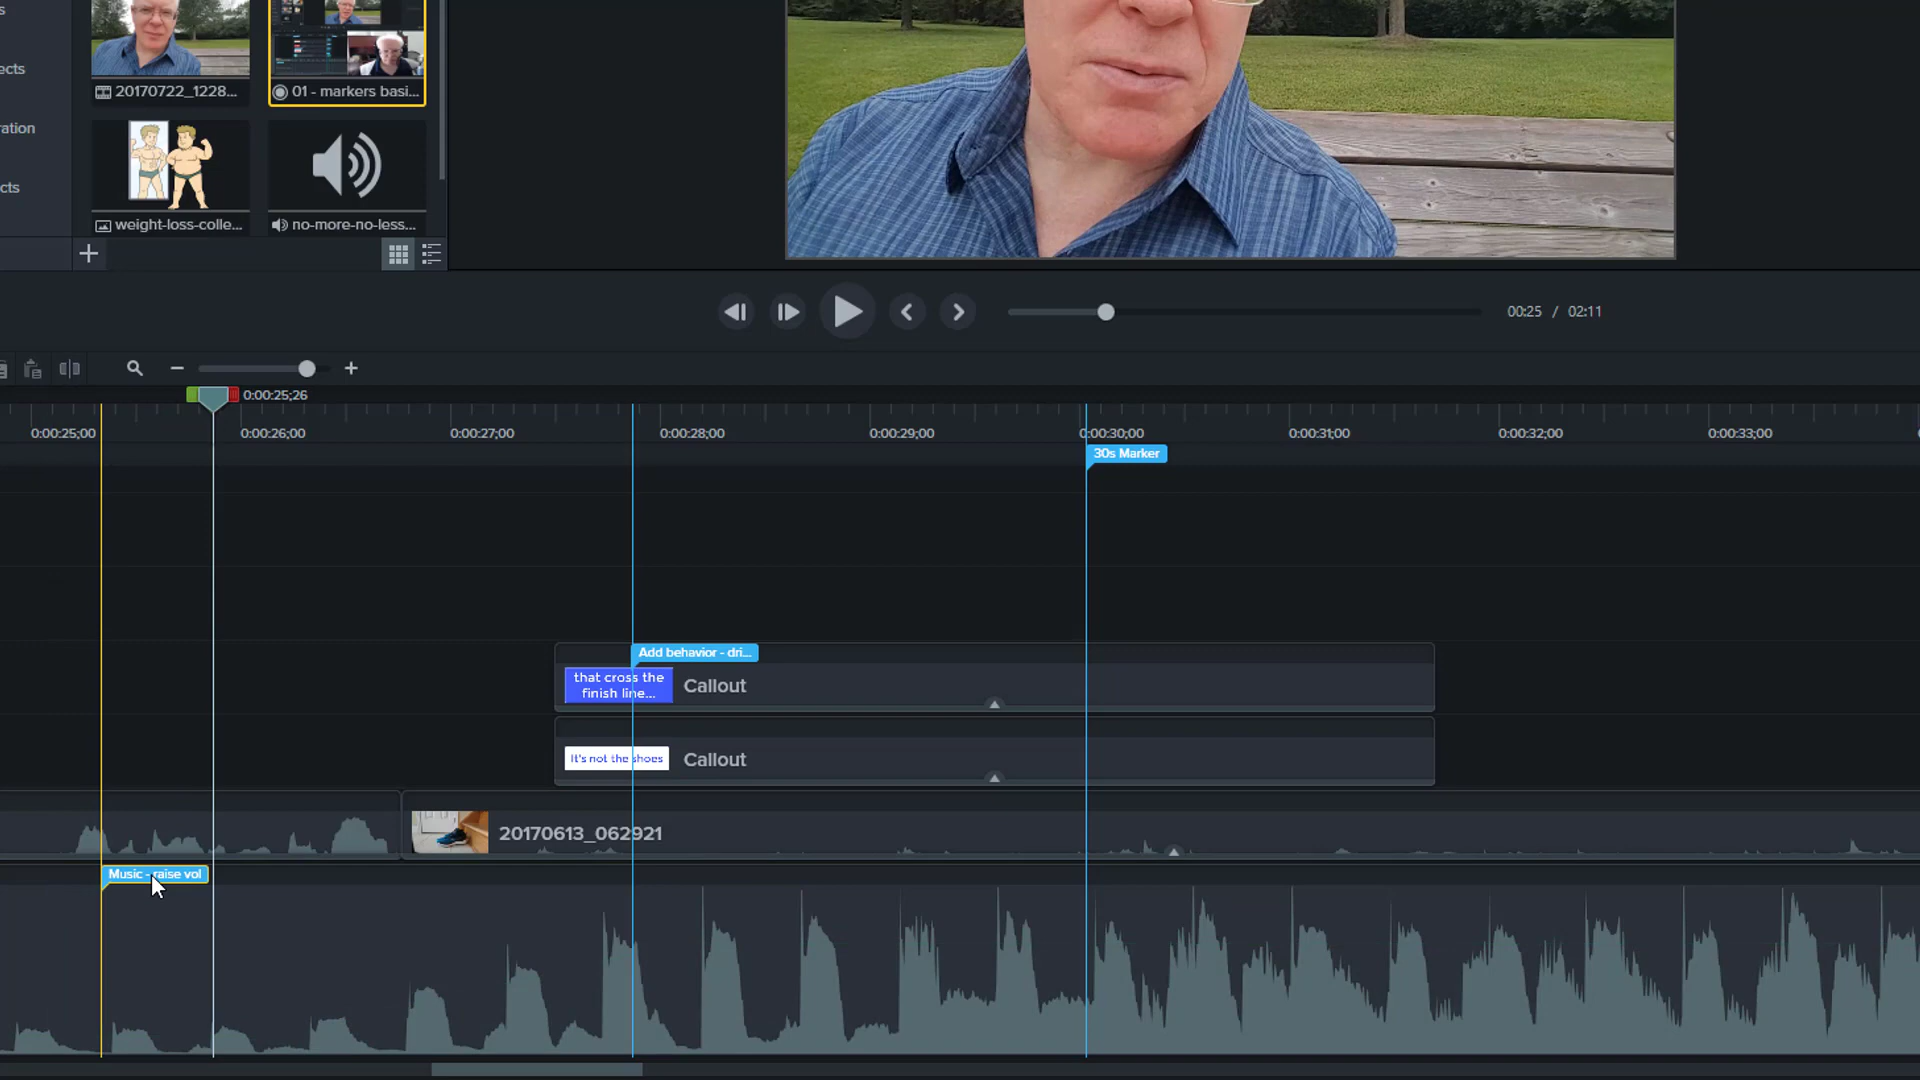 s
ects
ration
cts
20170722_1228...
01 - markers basi...
weight-loss-colle...
no-more-no-less...
00:25 / 02:11
0:00:25;26
0:00:25;00
0:00:26;00
0:00:27;00
0:00:28;00
0:00:29;00
0:00:30;00
0:00:31;00
0:00:32;00
0:00:33;00
30s Marker
Add behavior - dri...
that cross the
finish line...
Callout
It's not the shoes
Callout
20170613_062921
Music - raise vol